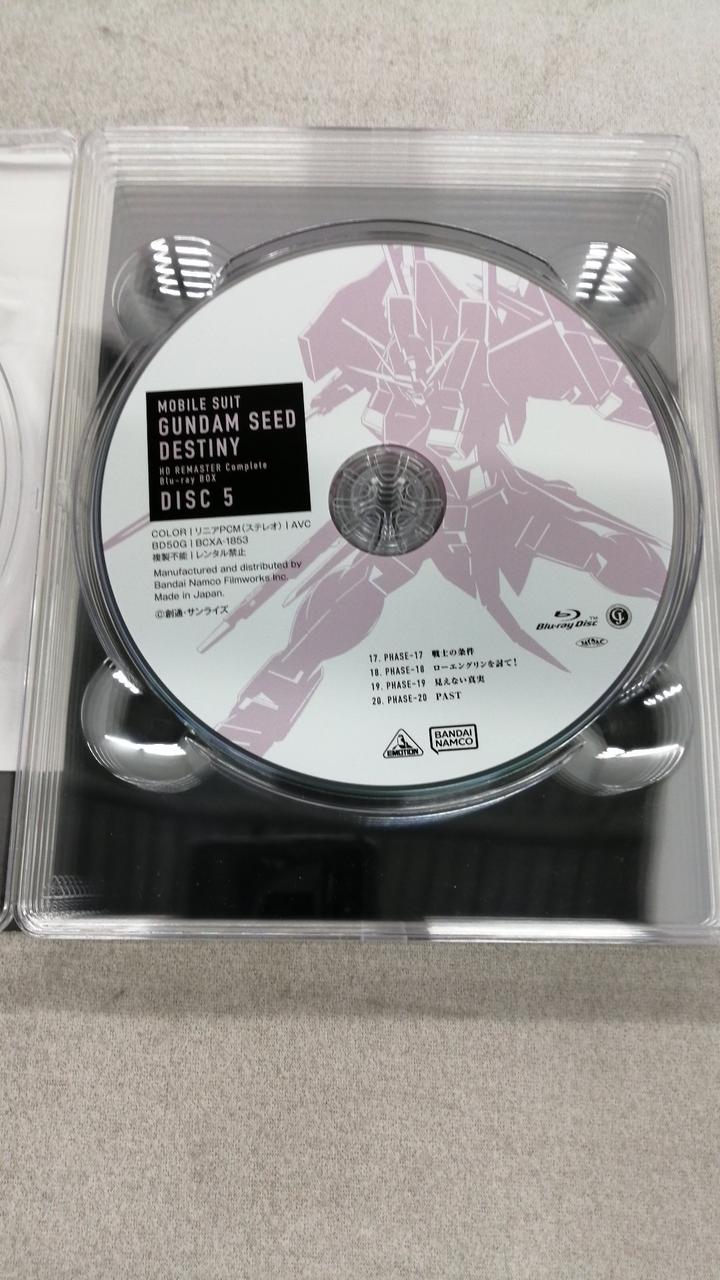 MOBILE SUIT
GUNDAM SEED
DESTINY
HD REMASTER Complete
Blu-ray BOX
DISC 5
COLOR | リニアPCM(ステレオ) | AVC
BD50G | BCXA-1853
複製不能 | レンタル禁止
Manufactured and distributed by
Bandai Namco Filmworks Inc.
Made in Japan.
©創通・サンライズ
Blu-ray Disc™
17. PHASE-17 戦士の条件
18. PHASE-18 ローエングリンを討て!
19. PHASE-19 見えない真実
20. PHASE-20 PAST
EMOTION
BANDAI
NAMCO